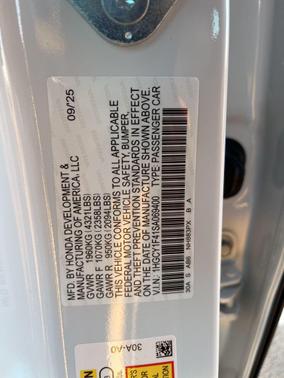 MFD. BY HONDA DEVELOPMENT & 09/25
MANUFACTURING OF AMERICA, LLC
GVWR 1960KG (4321LBS)
GAWR F 1070KG (2358LBS)
GAWR R 950KG (2094LBS)
THIS VEHICLE CONFORMS TO ALL APPLICABLE
FEDERAL MOTOR VEHICLE SAFETY, BUMPER,
AND THEFT PREVENTION STANDARDS IN EFFECT
ON THE DATE OF MANUFACTURE SHOWN ABOVE.
V.I.N.: 1HGCY1F41SA069400 TYPE: PASSENGER CAR
30A S AB6 NH883PX B A
30A-A0